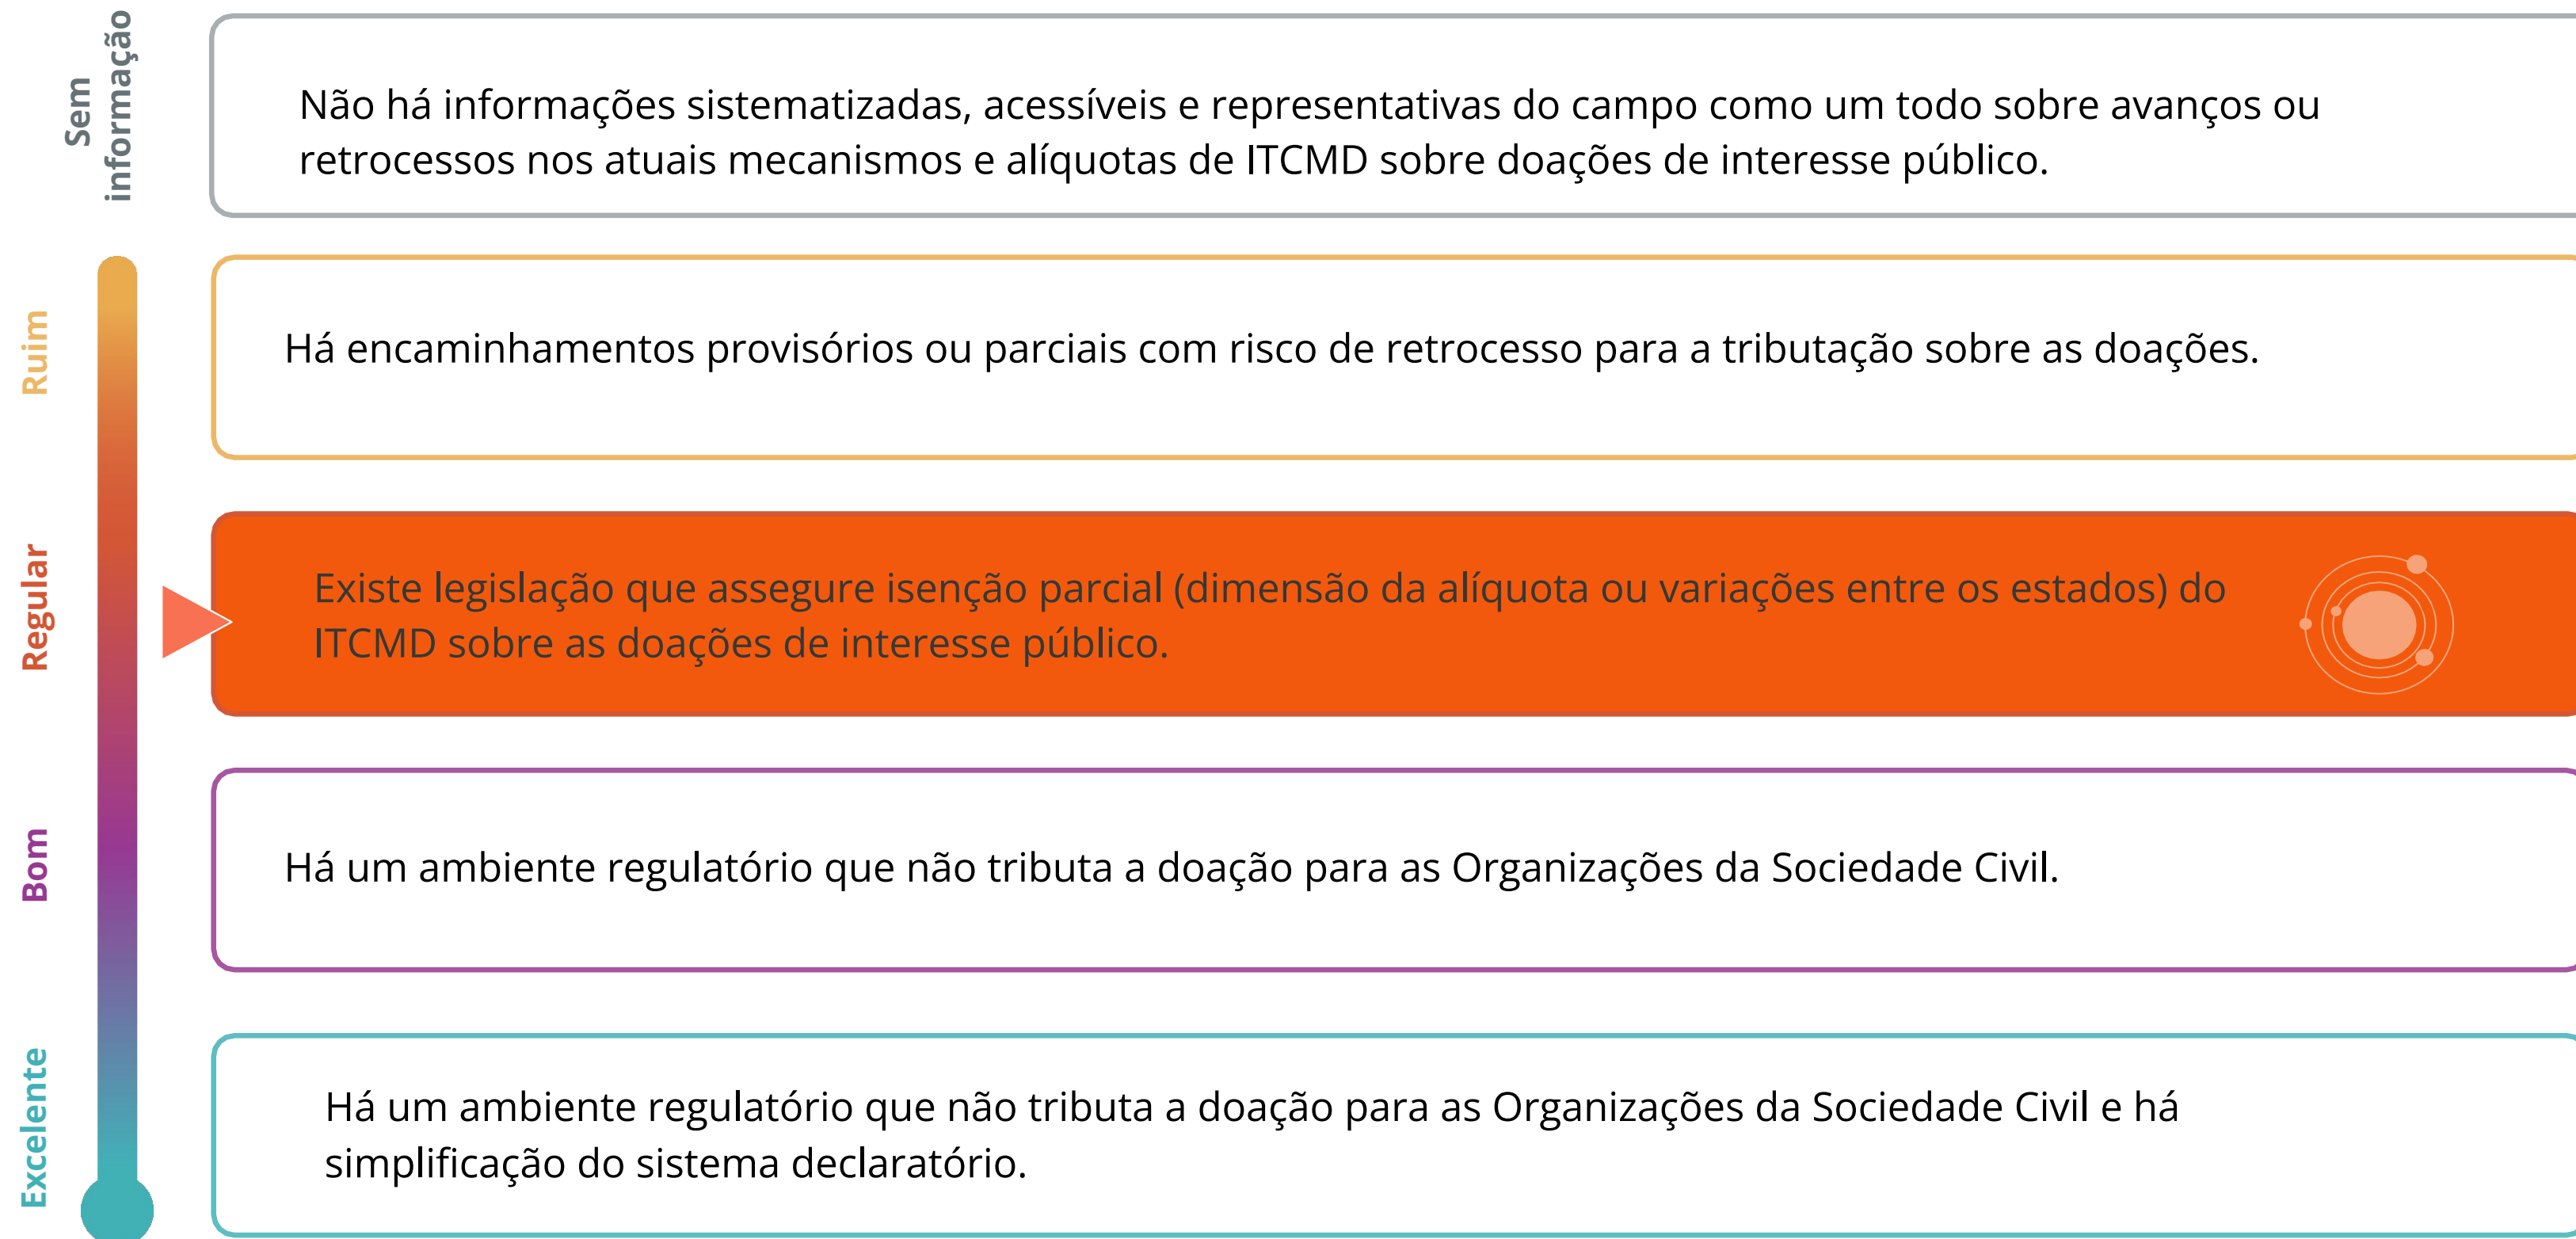 Sem
informação
Não há informações sistematizadas, acessíveis e representativas do campo como um todo sobre avanços ou
retrocessos nos atuais mecanismos e alíquotas de ITCMD sobre doações de interesse público.
Ruim
Há encaminhamentos provisórios ou parciais com risco de retrocesso para a tributação sobre as doações.
Regular
Existe legislação que assegure isenção parcial (dimensão da alíquota ou variações entre os estados) do
ITCMD sobre as doações de interesse público.
Bom
Há um ambiente regulatório que não tributa a doação para as Organizações da Sociedade Civil.
Excelente
Há um ambiente regulatório que não tributa a doação para as Organizações da Sociedade Civil e há
simplificação do sistema declaratório.